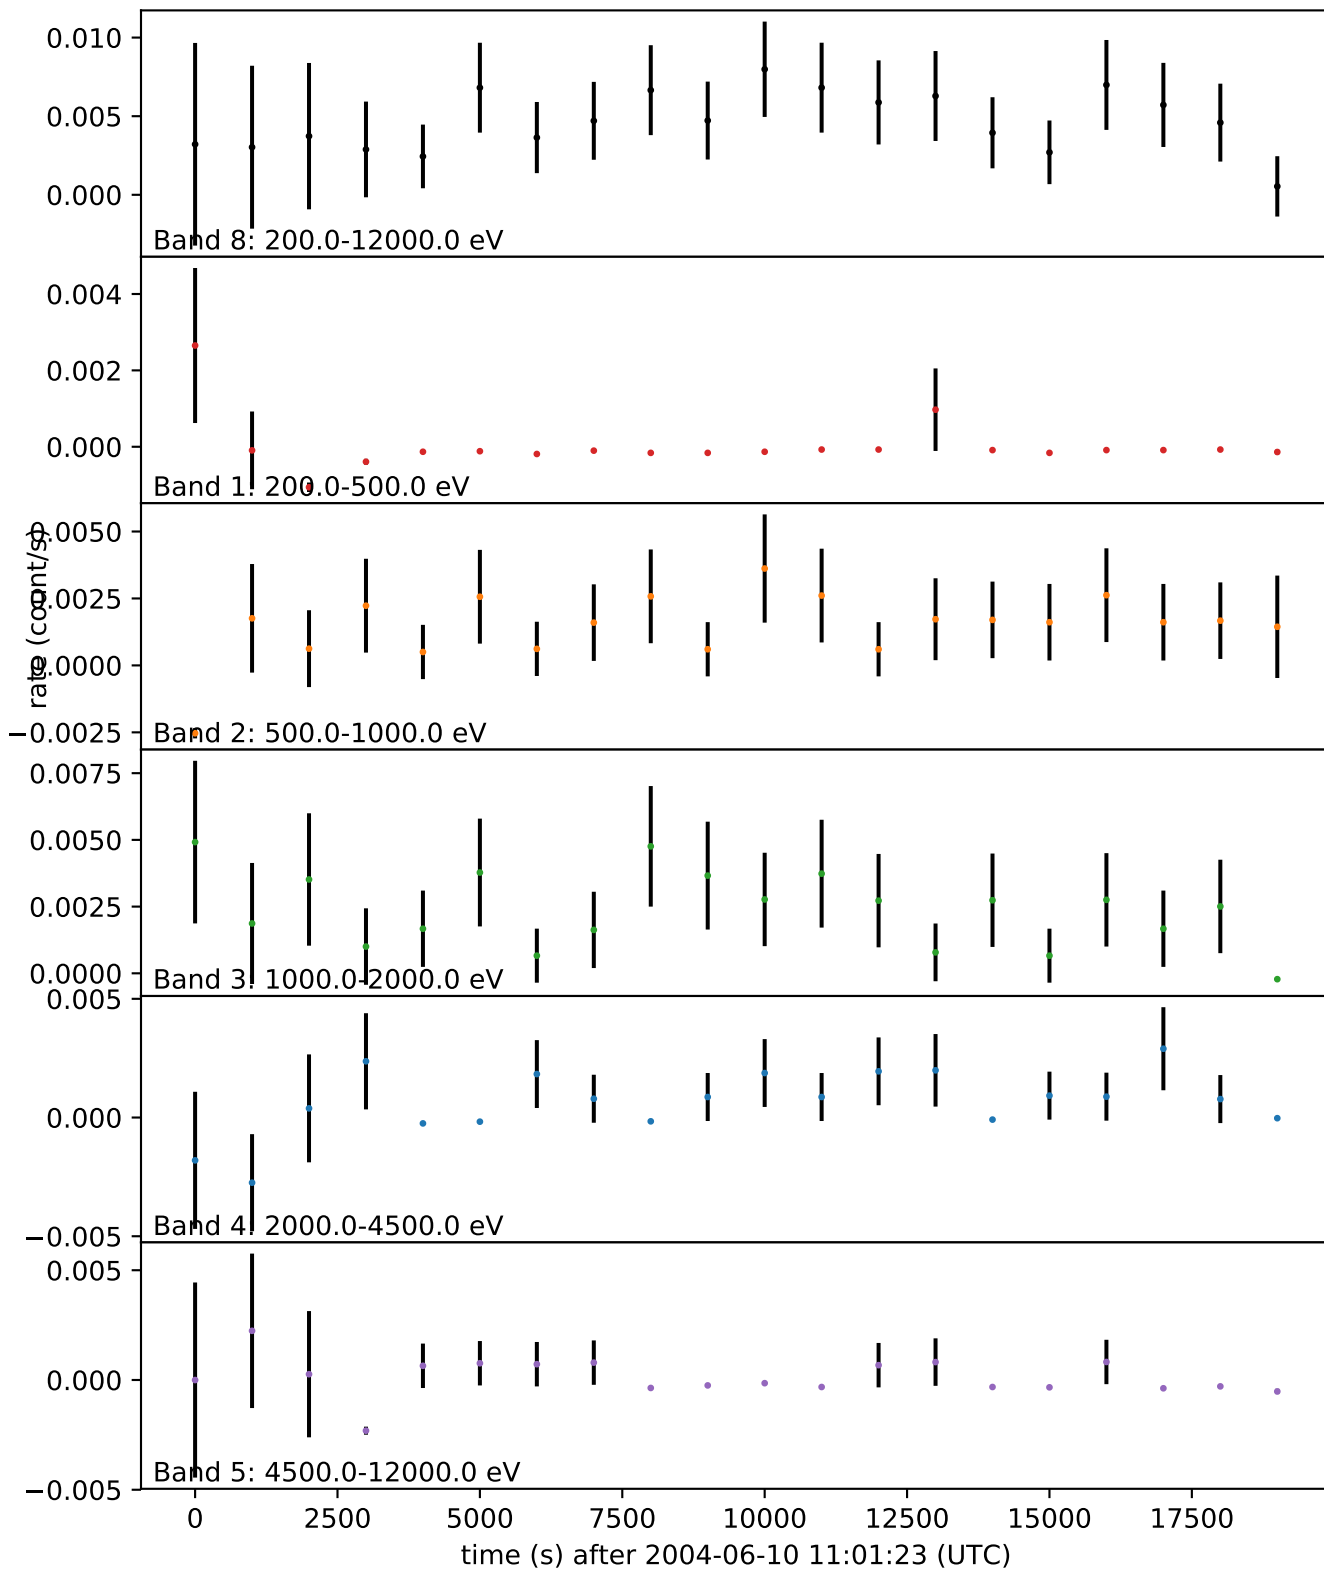 0.010
0.005
0.000
Band 8: 200.0-12000.0 eV
0.004
0.002
0.000
Band 1: 200.0-500.0 eV
rate (count/s)
0.0050
0.0025
0.0000
−0.0025
Band 2: 500.0-1000.0 eV
0.0075
0.0050
0.0025
0.0000
Band 3: 1000.0-2000.0 eV
0.005
0.000
−0.005
Band 4: 2000.0-4500.0 eV
0.005
0.000
−0.005
Band 5: 4500.0-12000.0 eV
0 2500 5000 7500 10000 12500 15000 17500
time (s) after 2004-06-10 11:01:23 (UTC)